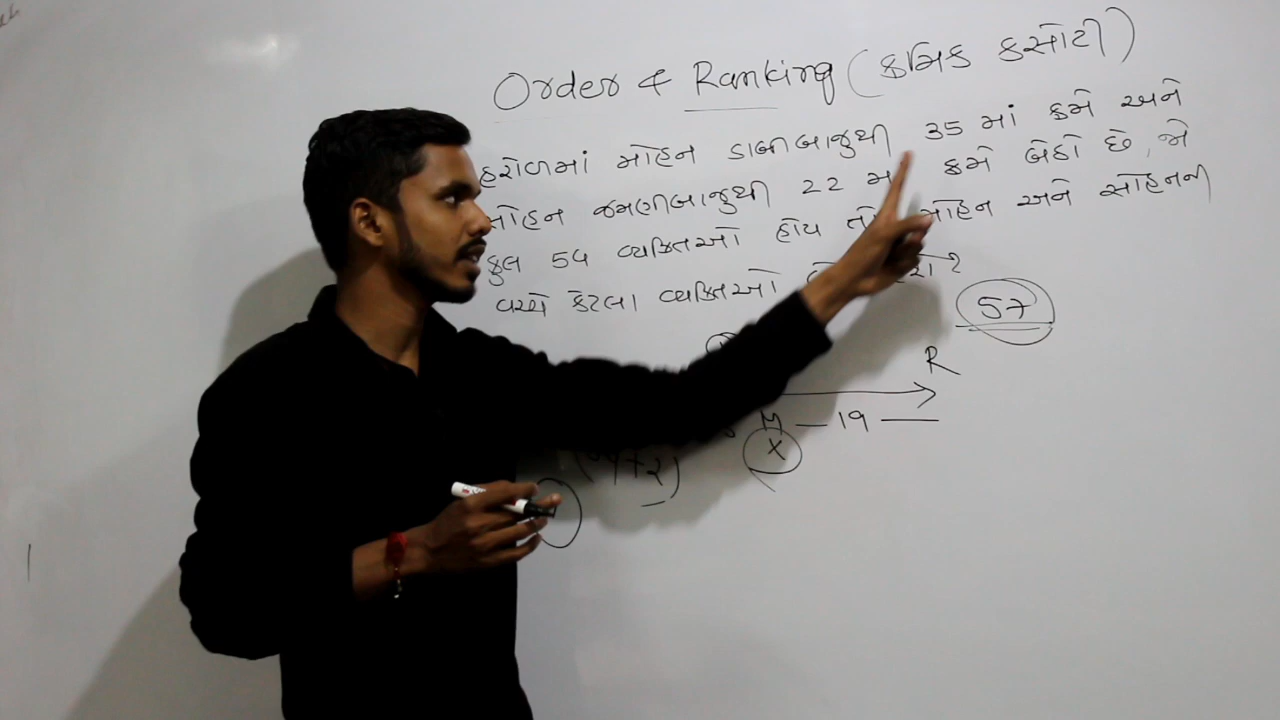 Order & Ranking (ક્રમિક કસોટી)
હરોળમાં મોહન ડાબીબાજુથી 35 માં ક્રમે અને
સોહન જમણીબાજુથી 22 માં ક્રમે બેઠો છે, જો
કુલ 54 વ્યક્તિઓ હોય તો મોહન અને સોહનની
વચ્ચે કેટલા વ્યક્તિઓ
57
R
M — 19 —
X